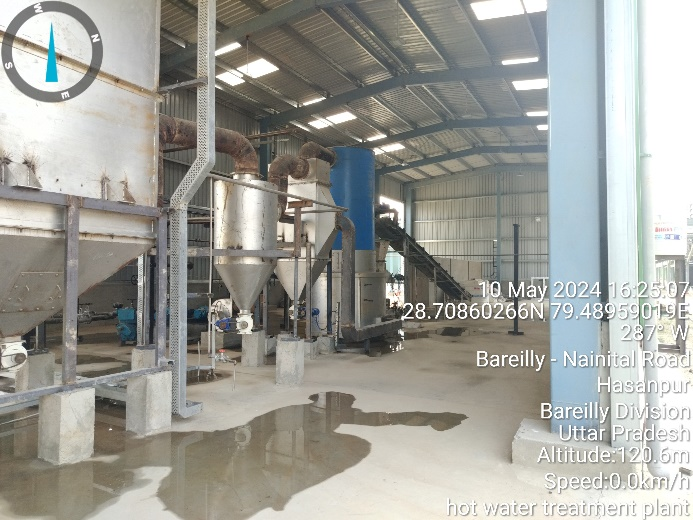 W
N
S
E
10 May 2024 16:25:07
28.70860266N 79.48959019E
287° W
Bareilly - Nainital Road
Hasanpur
Bareilly Division
Uttar Pradesh
Altitude:120.6m
Speed:0.0km/h
hot water treatment plant